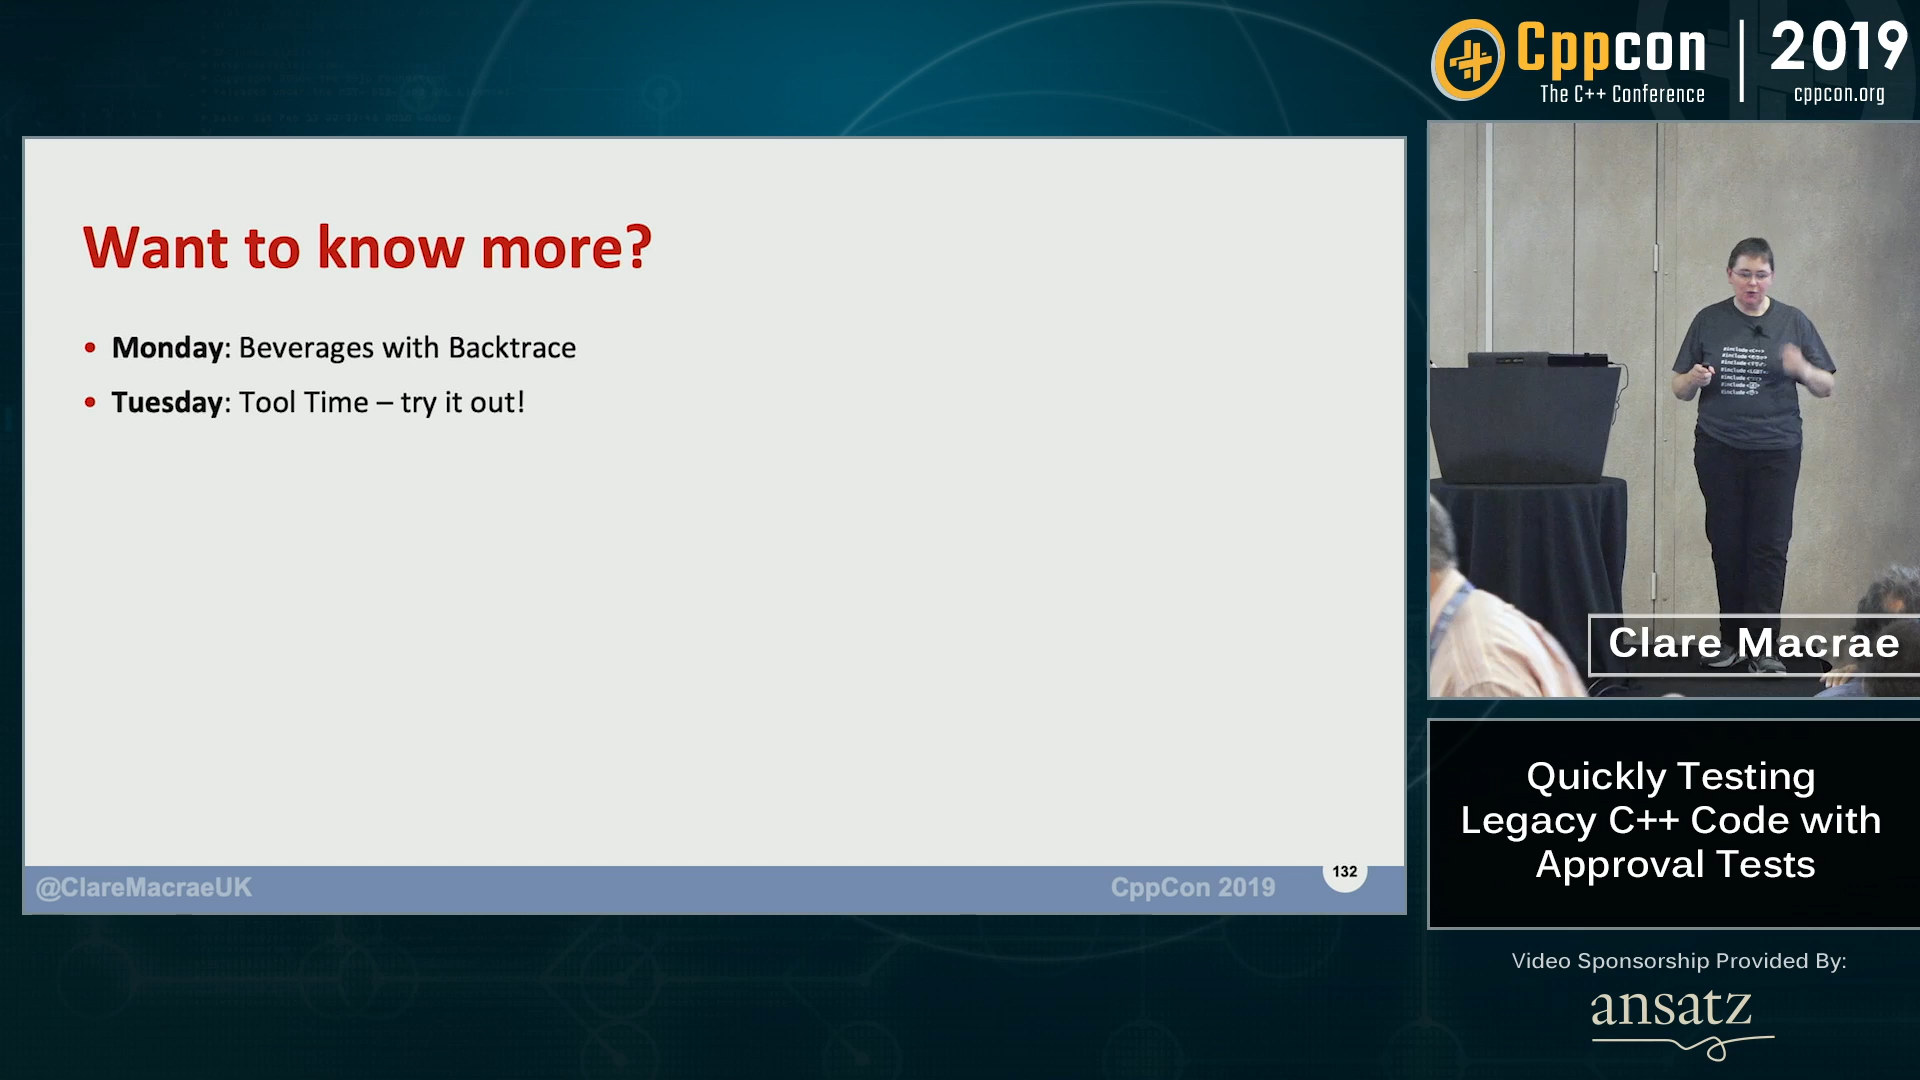 Cppcon
The C++ Conference
2019
cppcon.org
Want to know more?
• Monday: Beverages with Backtrace
• Tuesday: Tool Time – try it out!
@ClareMacraeUK
CppCon 2019
132
#include <C++>
Clare Macrae
Quickly Testing
Legacy C++ Code with
Approval Tests
Video Sponsorship Provided By:
ansatz